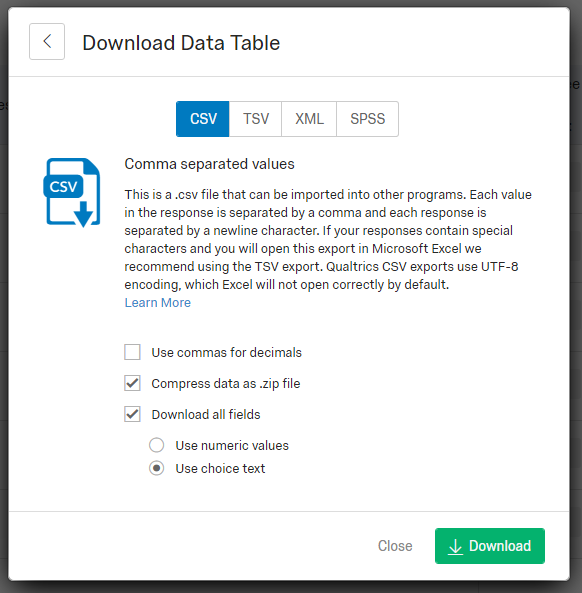 Download Data Table
CSV TSV XML SPSS
CSV
Comma separated values
This is a .csv file that can be imported into other programs. Each value
in the response is separated by a comma and each response is
separated by a newline character. If your responses contain special
characters and you will open this export in Microsoft Excel we
recommend using the TSV export. Qualtrics CSV exports use UTF-8
encoding, which Excel will not open correctly by default.
Learn More
Use commas for decimals
Compress data as .zip file
Download all fields
Use numeric values
Use choice text
Close Download